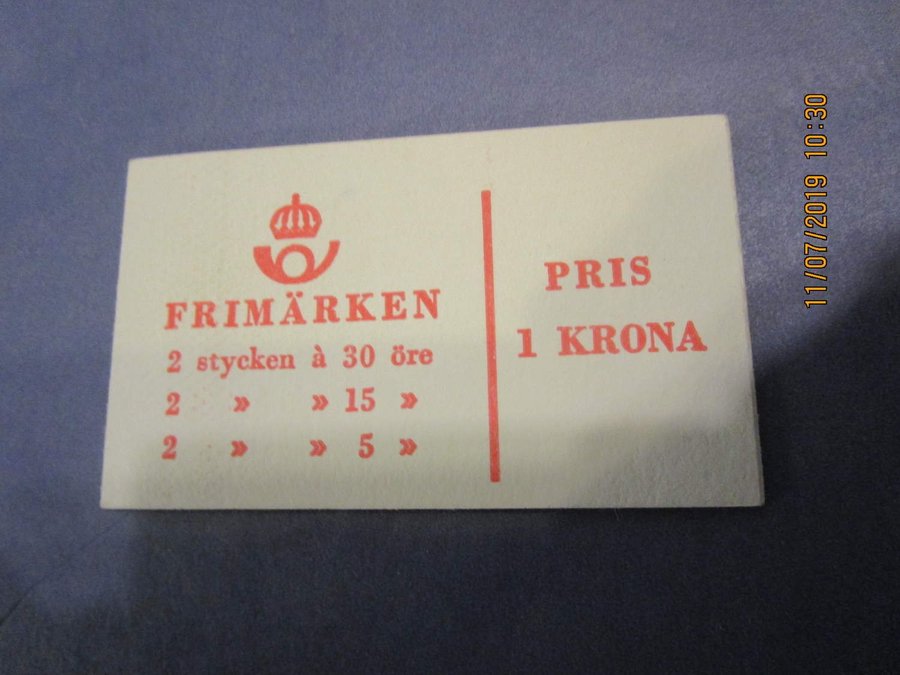 FRIMÄRKEN
2 stycken à 30 öre
2 » » 15 »
2 » » 5 »
PRIS
1 KRONA
11/07/2019 10:30